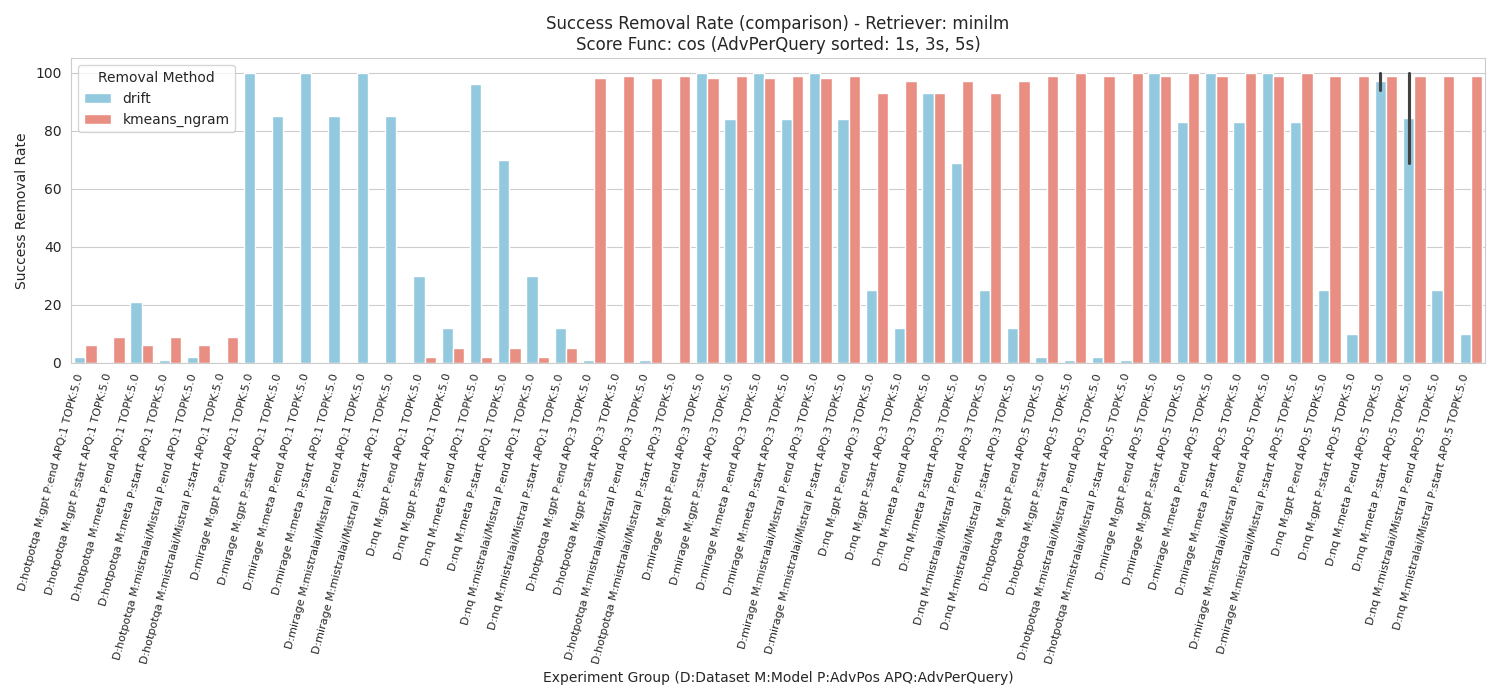 Success Removal Rate (comparison) - Retriever: minilm
Score Func: cos (AdvPerQuery sorted: 1s, 3s, 5s)
Removal Method
drift
kmeans_ngram
Success Removal Rate
100
80
60
40
20
0
D:hotpotqa M:gpt P:end APQ:1 TOPK:5.0
D:hotpotqa M:gpt P:start APQ:1 TOPK:5.0
D:hotpotqa M:meta P:end APQ:1 TOPK:5.0
D:hotpotqa M:meta P:start APQ:1 TOPK:5.0
D:hotpotqa M:mistralai/Mistral P:end APQ:1 TOPK:5.0
D:hotpotqa M:mistralai/Mistral P:start APQ:1 TOPK:5.0
D:mirage M:gpt P:end APQ:1 TOPK:5.0
D:mirage M:gpt P:start APQ:1 TOPK:5.0
D:mirage M:meta P:end APQ:1 TOPK:5.0
D:mirage M:meta P:start APQ:1 TOPK:5.0
D:mirage M:mistralai/Mistral P:end APQ:1 TOPK:5.0
D:mirage M:mistralai/Mistral P:start APQ:1 TOPK:5.0
D:nq M:gpt P:end APQ:1 TOPK:5.0
D:nq M:gpt P:start APQ:1 TOPK:5.0
D:nq M:meta P:end APQ:1 TOPK:5.0
D:nq M:meta P:start APQ:1 TOPK:5.0
D:nq M:mistralai/Mistral P:end APQ:1 TOPK:5.0
D:nq M:mistralai/Mistral P:start APQ:1 TOPK:5.0
D:hotpotqa M:gpt P:end APQ:3 TOPK:5.0
D:hotpotqa M:gpt P:start APQ:3 TOPK:5.0
D:hotpotqa M:mistralai/Mistral P:end APQ:3 TOPK:5.0
D:hotpotqa M:mistralai/Mistral P:start APQ:3 TOPK:5.0
D:mirage M:gpt P:end APQ:3 TOPK:5.0
D:mirage M:gpt P:start APQ:3 TOPK:5.0
D:mirage M:meta P:end APQ:3 TOPK:5.0
D:mirage M:meta P:start APQ:3 TOPK:5.0
D:mirage M:mistralai/Mistral P:end APQ:3 TOPK:5.0
D:mirage M:mistralai/Mistral P:start APQ:3 TOPK:5.0
D:nq M:gpt P:end APQ:3 TOPK:5.0
D:nq M:gpt P:start APQ:3 TOPK:5.0
D:nq M:meta P:end APQ:3 TOPK:5.0
D:nq M:meta P:start APQ:3 TOPK:5.0
D:nq M:mistralai/Mistral P:end APQ:3 TOPK:5.0
D:nq M:mistralai/Mistral P:start APQ:3 TOPK:5.0
D:hotpotqa M:gpt P:end APQ:5 TOPK:5.0
D:hotpotqa M:gpt P:start APQ:5 TOPK:5.0
D:hotpotqa M:mistralai/Mistral P:end APQ:5 TOPK:5.0
D:hotpotqa M:mistralai/Mistral P:start APQ:5 TOPK:5.0
D:mirage M:gpt P:end APQ:5 TOPK:5.0
D:mirage M:gpt P:start APQ:5 TOPK:5.0
D:mirage M:meta P:end APQ:5 TOPK:5.0
D:mirage M:meta P:start APQ:5 TOPK:5.0
D:mirage M:mistralai/Mistral P:end APQ:5 TOPK:5.0
D:mirage M:mistralai/Mistral P:start APQ:5 TOPK:5.0
D:nq M:gpt P:end APQ:5 TOPK:5.0
D:nq M:gpt P:start APQ:5 TOPK:5.0
D:nq M:meta P:end APQ:5 TOPK:5.0
D:nq M:meta P:start APQ:5 TOPK:5.0
D:nq M:mistralai/Mistral P:end APQ:5 TOPK:5.0
D:nq M:mistralai/Mistral P:start APQ:5 TOPK:5.0
Experiment Group (D:Dataset M:Model P:AdvPos APQ:AdvPerQuery)